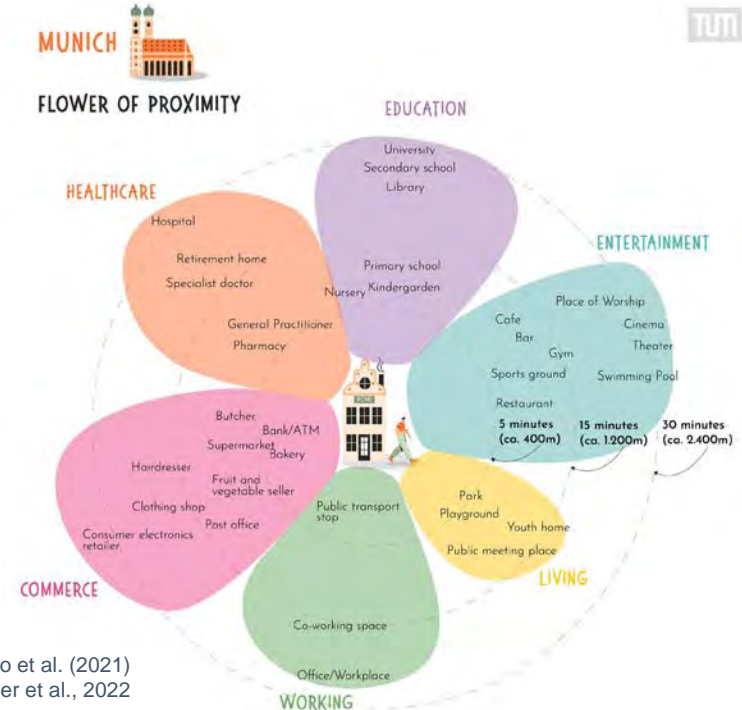 MUNICH
TUM
FLOWER OF PROXIMITY
EDUCATION
University
Secondary school
Library
Primary school
Kindergarden
Nursery
HEALTHCARE
Hospital
Retirement home
Specialist doctor
General Practitioner
Pharmacy
ENTERTAINMENT
Place of Worship
Cafe
Cinema
Bar
Theater
Gym
Sports ground
Swimming Pool
Restaurant
5 minutes
(ca. 400m)
15 minutes
(ca. 1.200m)
30 minutes
(ca. 2.400m)
HOME
Butcher
Bank/ATM
Supermarket
Bakery
Hairdresser
Fruit and
vegetable seller
Clothing shop
Post office
Consumer electronics
retailer
COMMERCE
Public transport
stop
Co-working space
Office/Workplace
WORKING
Park
Playground
Youth home
Public meeting place
LIVING
o et al. (2021)
er et al., 2022